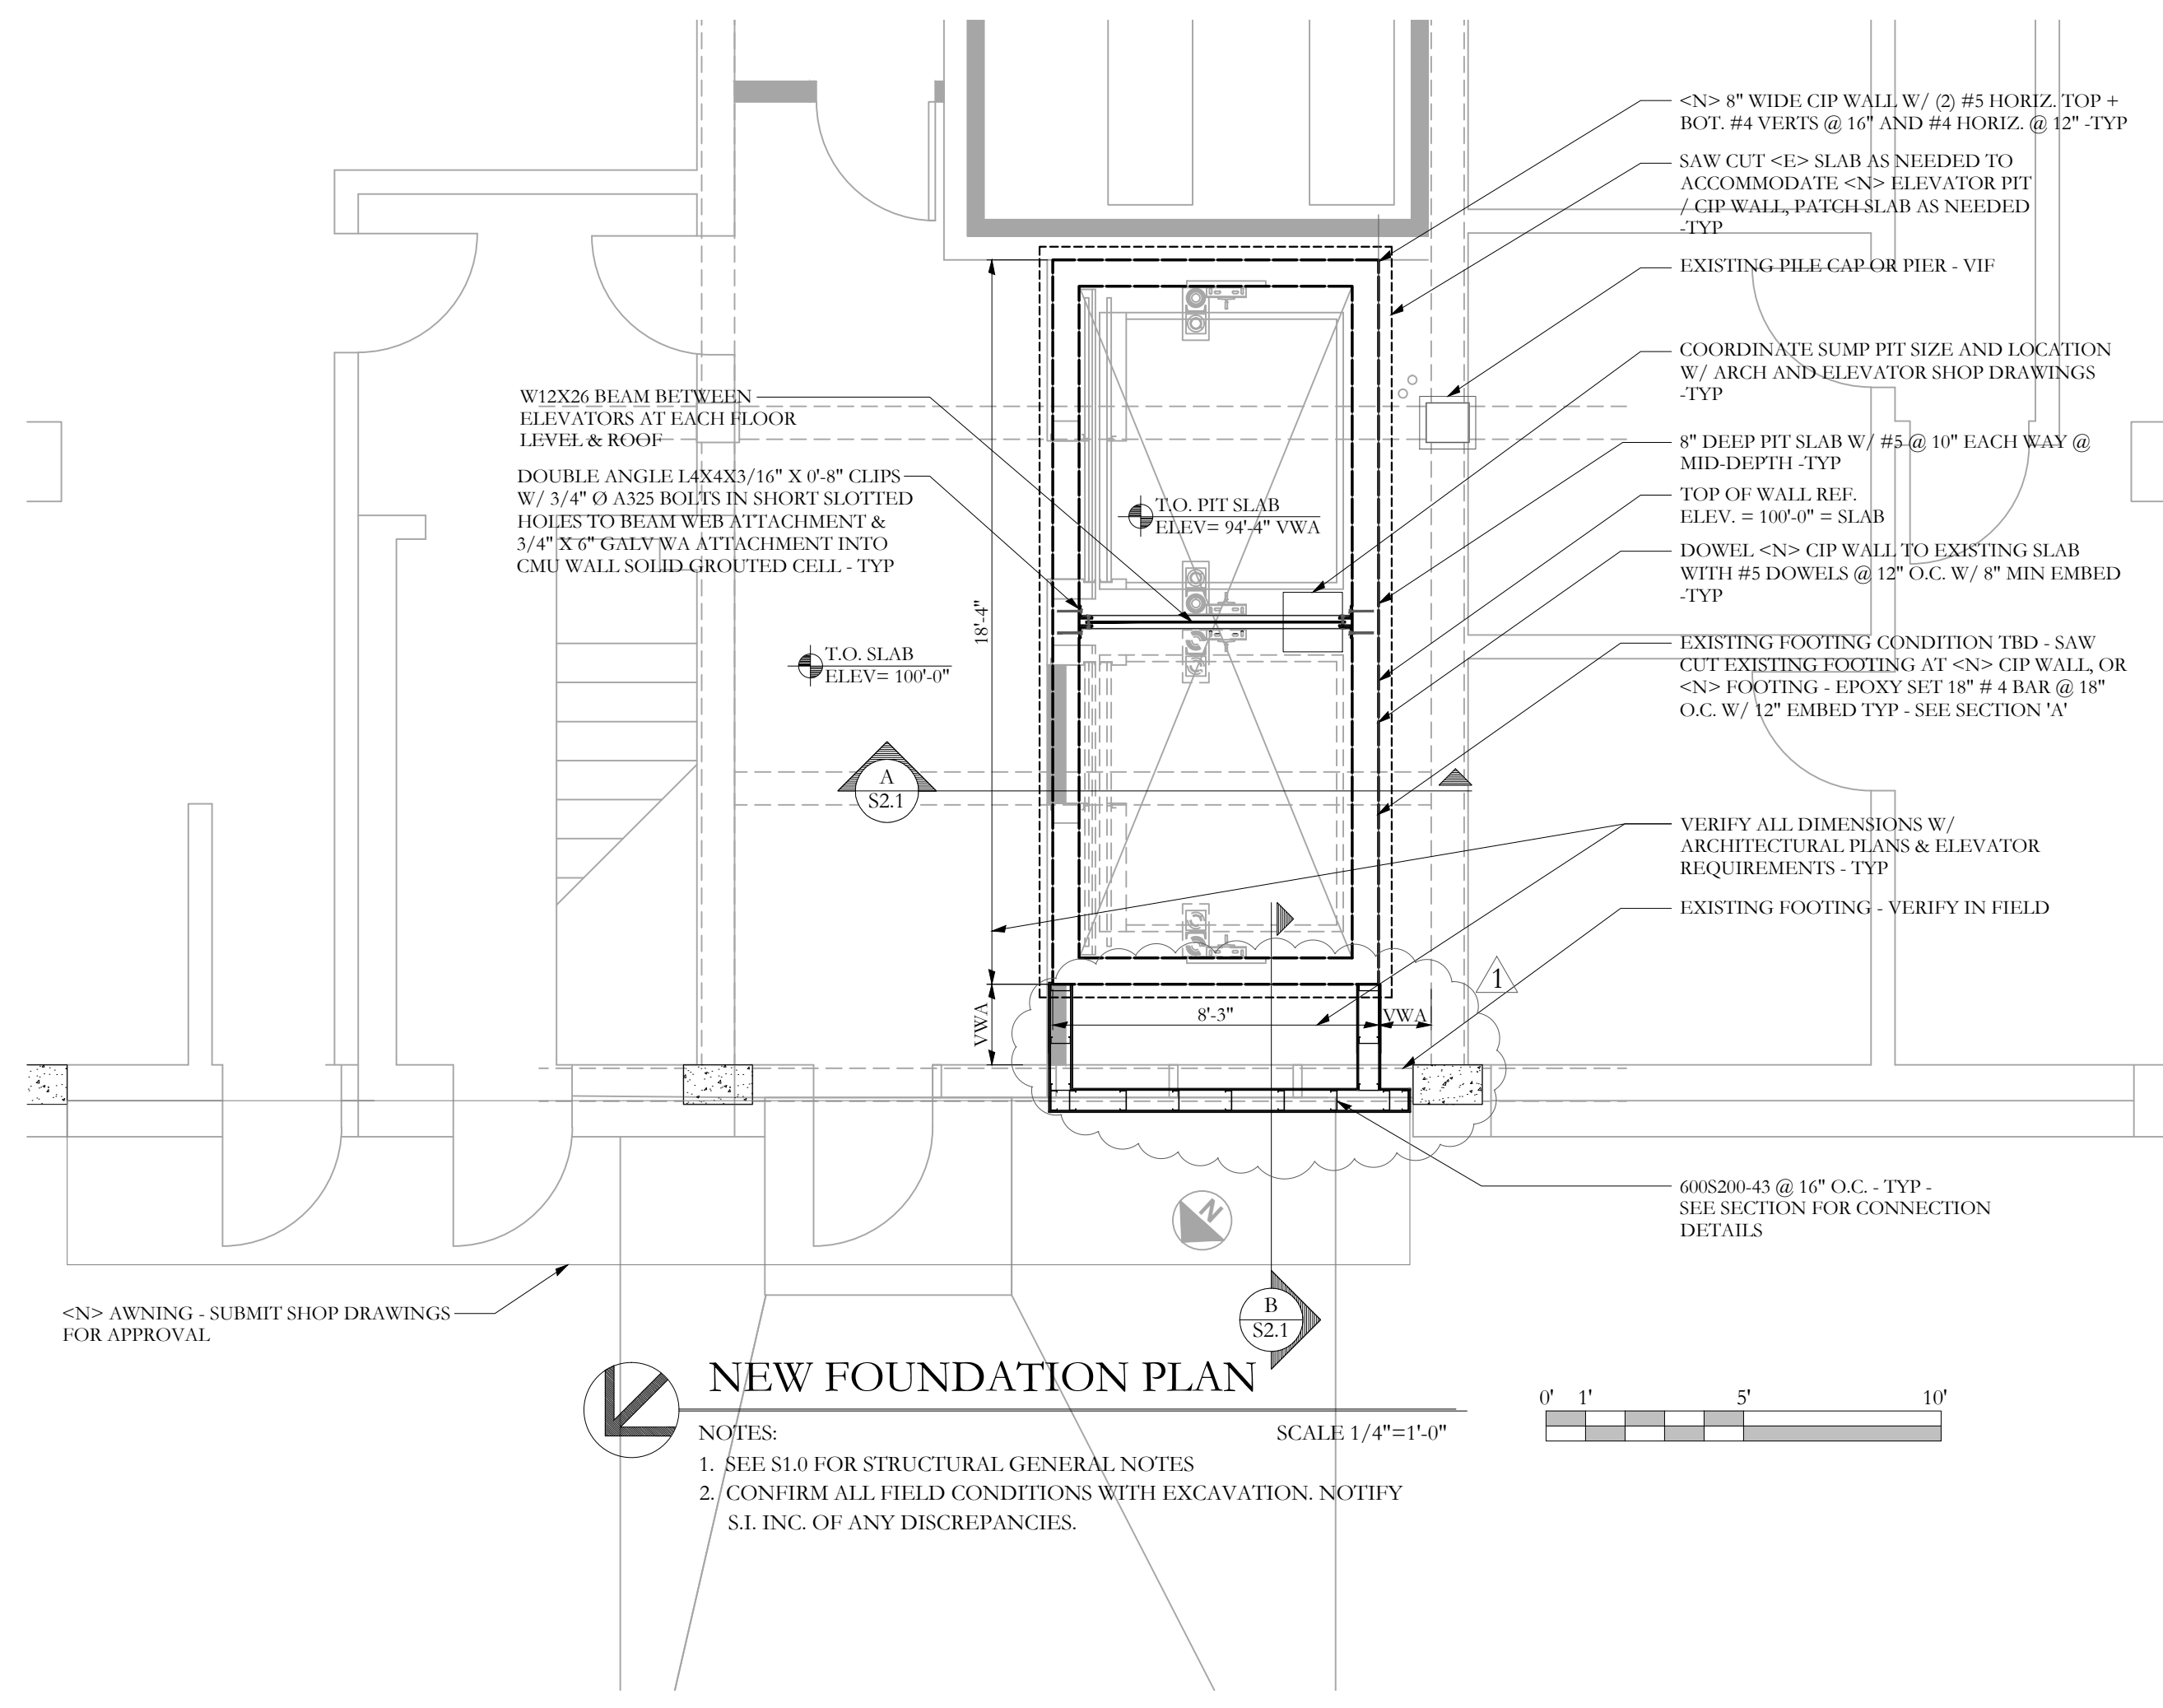 <N> 8" WIDE CIP WALL W/ (2) #5 HORIZ. TOP +
BOT. #4 VERTS @ 16" AND #4 HORIZ. @ 12" -TYP
SAW CUT <E> SLAB AS NEEDED TO
ACCOMMODATE <N> ELEVATOR PIT
/ CIP WALL, PATCH SLAB AS NEEDED
-TYP
EXISTING PILE CAP OR PIER - VIF
COORDINATE SUMP PIT SIZE AND LOCATION
W/ ARCH AND ELEVATOR SHOP DRAWINGS
-TYP
8" DEEP PIT SLAB W/ #5 @ 10" EACH WAY @
MID-DEPTH -TYP
TOP OF WALL REF.
ELEV. = 100'-0" = SLAB
DOWEL <N> CIP WALL TO EXISTING SLAB
WITH #5 DOWELS @ 12" O.C. W/ 8" MIN EMBED
-TYP
EXISTING FOOTING CONDITION TBD - SAW
CUT EXISTING FOOTING AT <N> CIP WALL, OR
<N> FOOTING - EPOXY SET 18" # 4 BAR @ 18"
O.C. W/ 12" EMBED TYP - SEE SECTION 'A'
VERIFY ALL DIMENSIONS W/
ARCHITECTURAL PLANS & ELEVATOR
REQUIREMENTS - TYP
EXISTING FOOTING - VERIFY IN FIELD
600S200-43 @ 16" O.C. - TYP -
SEE SECTION FOR CONNECTION
DETAILS
W12X26 BEAM BETWEEN
ELEVATORS AT EACH FLOOR
LEVEL & ROOF
DOUBLE ANGLE L4X4X3/16" X 0'-8" CLIPS
W/ 3/4" Ø A325 BOLTS IN SHORT SLOTTED
HOLES TO BEAM WEB ATTACHMENT &
3/4" X 6" GALV WA ATTACHMENT INTO
CMU WALL SOLID GROUTED CELL - TYP
T.O. PIT SLAB
ELEV= 94'-4" VWA
18'-4"
T.O. SLAB
ELEV= 100'-0"
A
S2.1
1
VWA
8'-3"
VWA
N
B
S2.1
<N> AWNING - SUBMIT SHOP DRAWINGS
FOR APPROVAL
NEW FOUNDATION PLAN
NOTES:
SCALE 1/4"=1'-0"
1. SEE S1.0 FOR STRUCTURAL GENERAL NOTES
2. CONFIRM ALL FIELD CONDITIONS WITH EXCAVATION. NOTIFY
S.I. INC. OF ANY DISCREPANCIES.
0' 1' 5' 10'